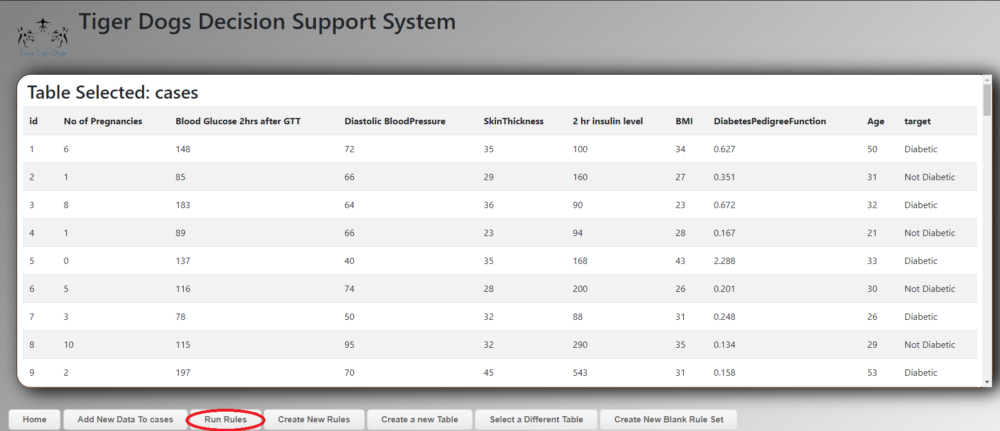 Tiger Dogs Decision Support System
Team Tiger Dogs
Table Selected: cases
id No of Pregnancies Blood Glucose 2hrs after GTT Diastolic BloodPressure SkinThickness 2 hr insulin level BMI DiabetesPedigreeFunction Age target
1 6 148 72 35 100 34 0.627 50 Diabetic
2 1 85 66 29 160 27 0.351 31 Not Diabetic
3 8 183 64 36 90 23 0.672 32 Diabetic
4 1 89 66 23 94 28 0.167 21 Not Diabetic
5 0 137 40 35 168 43 2.288 33 Diabetic
6 5 116 74 28 200 26 0.201 30 Not Diabetic
7 3 78 50 32 88 31 0.248 26 Diabetic
8 10 115 95 32 290 35 0.134 29 Not Diabetic
9 2 197 70 45 543 31 0.158 53 Diabetic
Home Add New Data To cases Run Rules Create New Rules Create a new Table Select a Different Table Create New Blank Rule Set